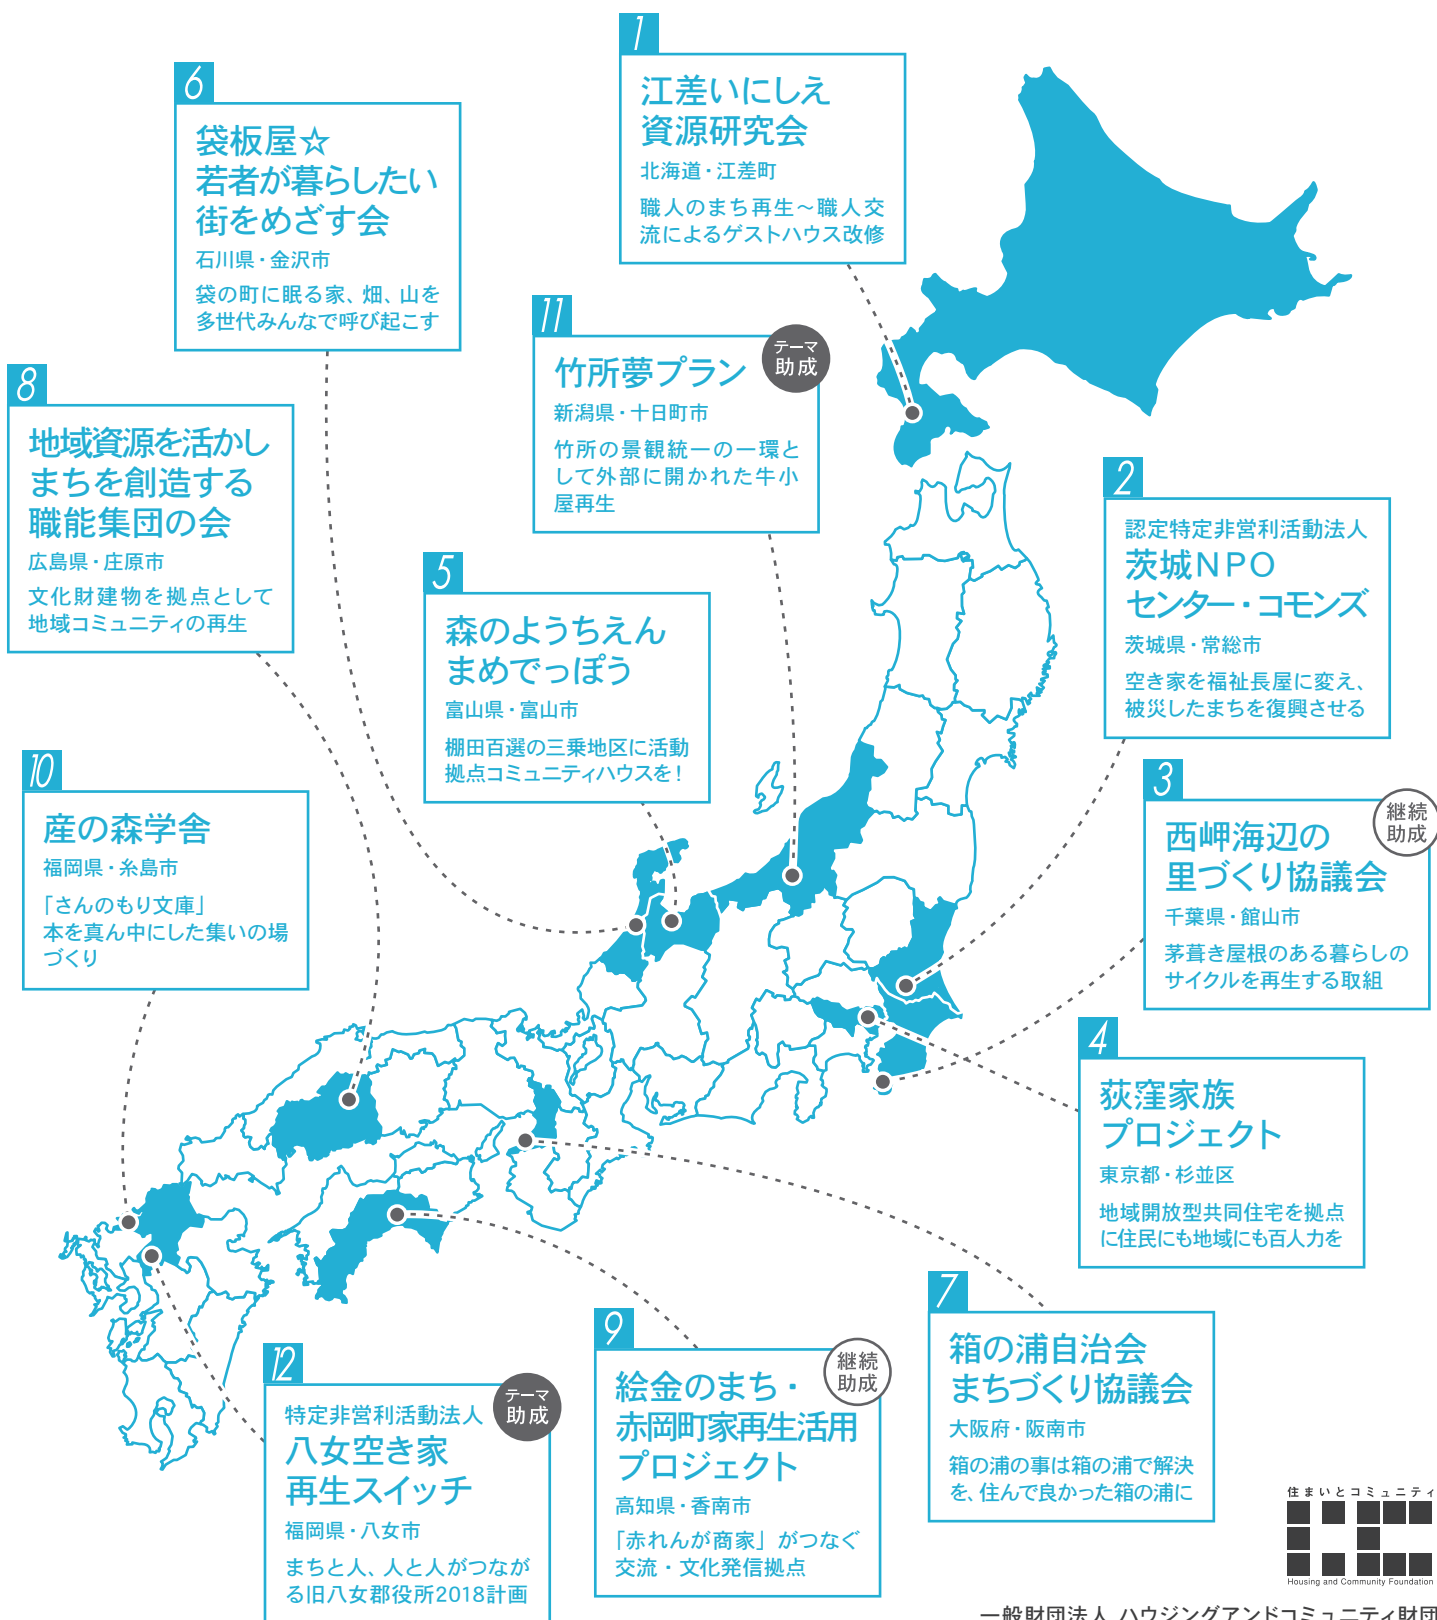 1
江差いにしえ
資源研究会
北海道・江差町
職人のまち再生～職人交
流によるゲストハウス改修
6
袋板屋☆
若者が暮らしたい
街をめざす会
石川県・金沢市
袋の町に眠る家、畑、山を
多世代みんなで呼び起こす
11
テーマ
助成
竹所夢プラン
新潟県・十日町市
竹所の景観統一の一環と
して外部に開かれた牛小
屋再生
8
地域資源を活かし
まちを創造する
職能集団の会
広島県・庄原市
文化財建物を拠点として
地域コミュニティの再生
2
認定特定非営利活動法人
茨城NPO
センター・コモンズ
茨城県・常総市
空き家を福祉長屋に変え、
被災したまちを復興させる
5
森のようちえん
まめでっぽう
富山県・富山市
棚田百選の三乗地区に活動
拠点コミュニティハウスを!
10
産の森学舎
福岡県・糸島市
「さんのもり文庫」
本を真ん中にした集いの場
づくり
3
継続
助成
西岬海辺の
里づくり協議会
千葉県・館山市
茅葺き屋根のある暮らしの
サイクルを再生する取組
4
荻窪家族
プロジェクト
東京都・杉並区
地域開放型共同住宅を拠点
に住民にも地域にも百人力を
7
箱の浦自治会
まちづくり協議会
大阪府・阪南市
箱の浦の事は箱の浦で解決
を、住んで良かった箱の浦に
9
継続
助成
絵金のまち・
赤岡町家再生活用
プロジェクト
高知県・香南市
「赤れんが商家」がつなぐ
交流・文化発信拠点
12
テーマ
助成
特定非営利活動法人
八女空き家
再生スイッチ
福岡県・八女市
まちと人、人と人がつなが
る旧八女郡役所2018計画
住まいとコミュニティ
Housing and Community Foundation
一般財団法人 ハウジングアンドコミュニティ財団